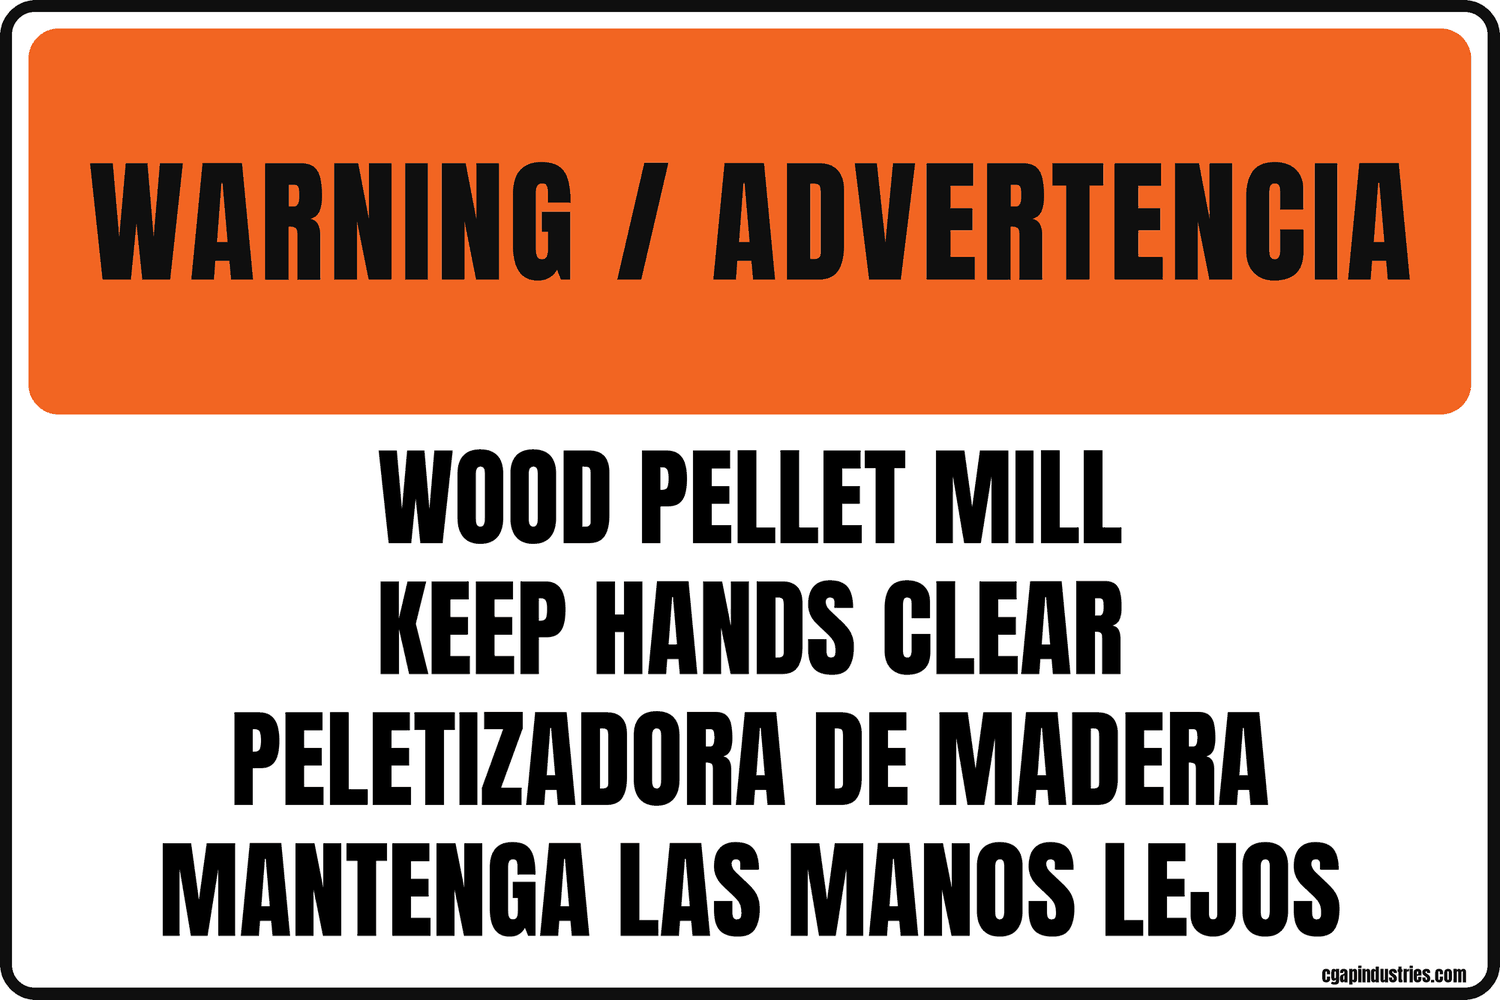 WARNING / ADVERTENCIA
WOOD PELLET MILL
KEEP HANDS CLEAR
PELETIZADORA DE MADERA
MANTENGA LAS MANOS LEJOS
cgapindustries.com